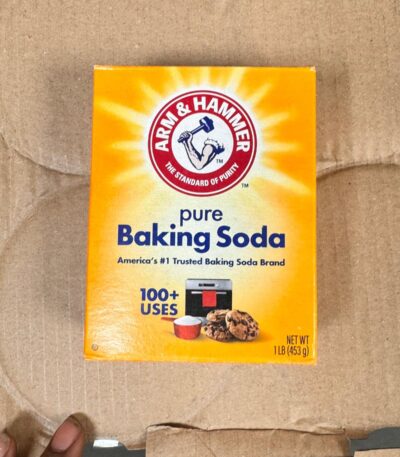 ARM & HAMMER
THE STANDARD OF PURITY
TM
TM
pure
Baking Soda
America's #1 Trusted Baking Soda Brand
100+
USES
NET WT
1 LB (453 g)